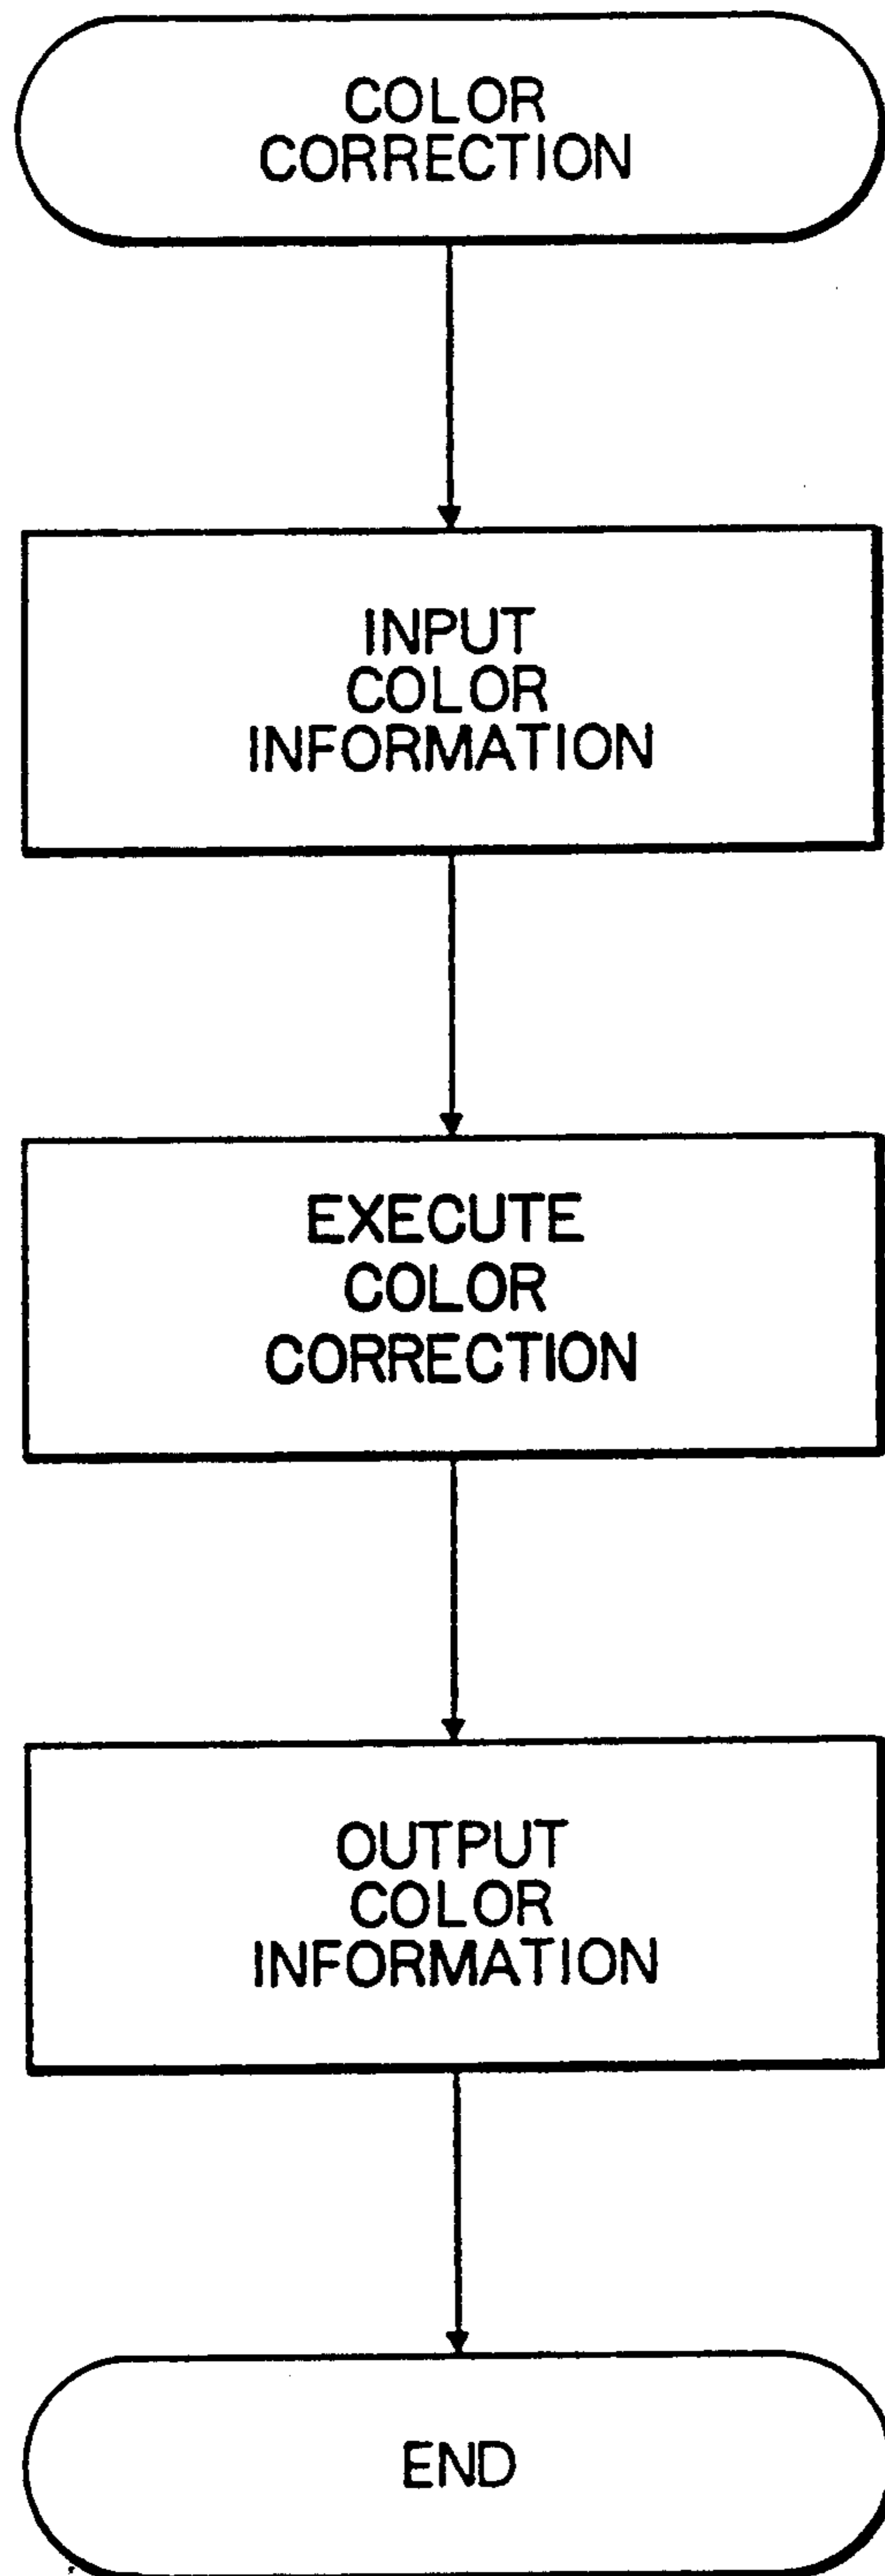 COLOR
CORRECTION
INPUT
COLOR
INFORMATION
EXECUTE
COLOR
CORRECTION
OUTPUT
COLOR
INFORMATION
END